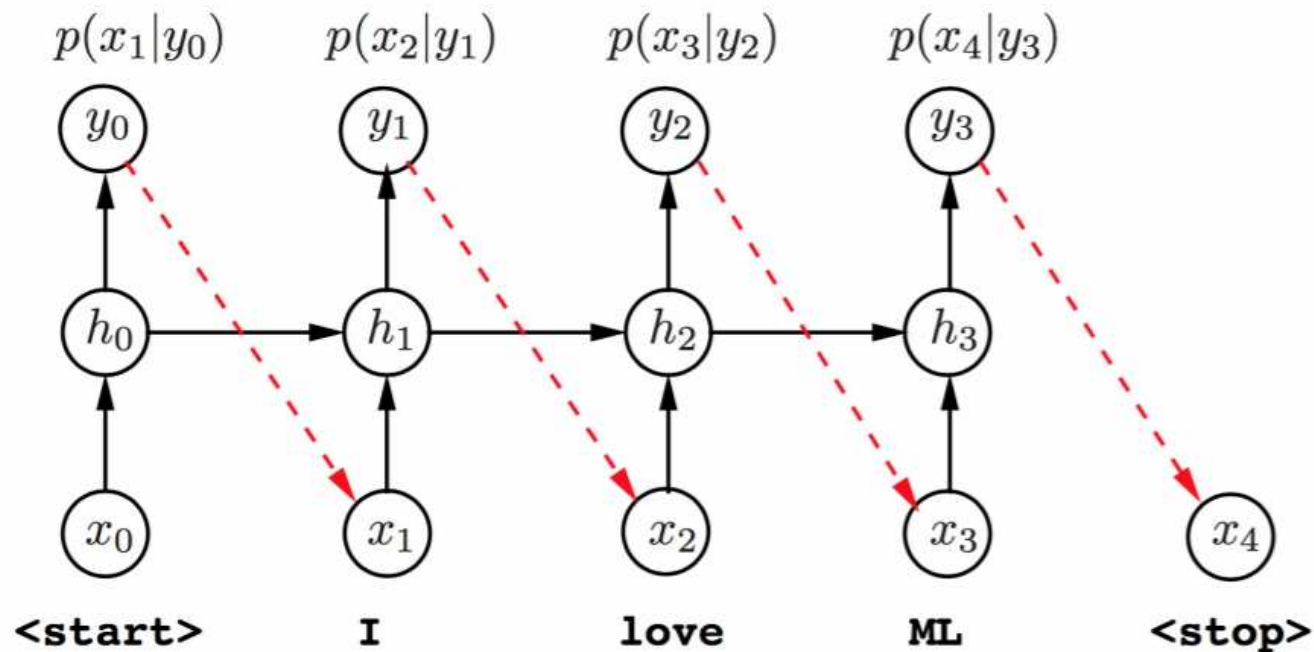 p(x₁|y₀) p(x₂|y₁) p(x₃|y₂) p(x₄|y₃)
y₀ y₁ y₂ y₃
h₀ h₁ h₂ h₃
x₀ x₁ x₂ x₃ x₄
<start> I love ML <stop>